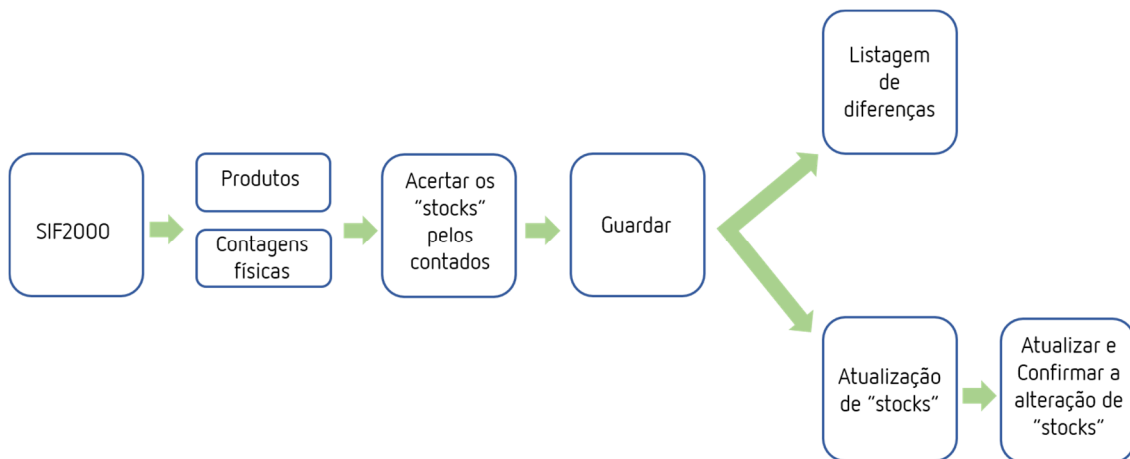 SIF2000
Produtos
Contagens
físicas
Acertar os
“stocks”
pelos
contados
Guardar
Listagem
de
diferenças
Atualização
de “stocks”
Atualizar e
Confirmar a
alteração de
“stocks”